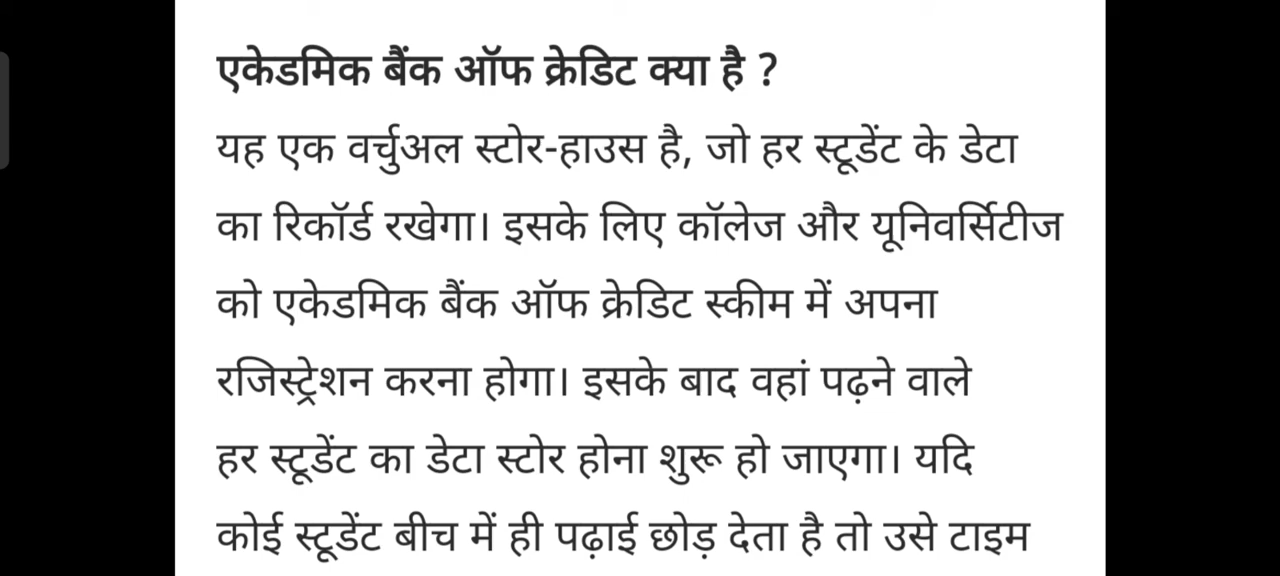 एकेडमिक बैंक ऑफ क्रेडिट क्या है ?
यह एक वर्चुअल स्टोर-हाउस है, जो हर स्टूडेंट के डेटा
का रिकॉर्ड रखेगा। इसके लिए कॉलेज और यूनिवर्सिटीज
को एकेडमिक बैंक ऑफ क्रेडिट स्कीम में अपना
रजिस्ट्रेशन करना होगा। इसके बाद वहां पढ़ने वाले
हर स्टूडेंट का डेटा स्टोर होना शुरू हो जाएगा। यदि
कोई स्टूडेंट बीच में ही पढ़ाई छोड़ देता है तो उसे टाइम